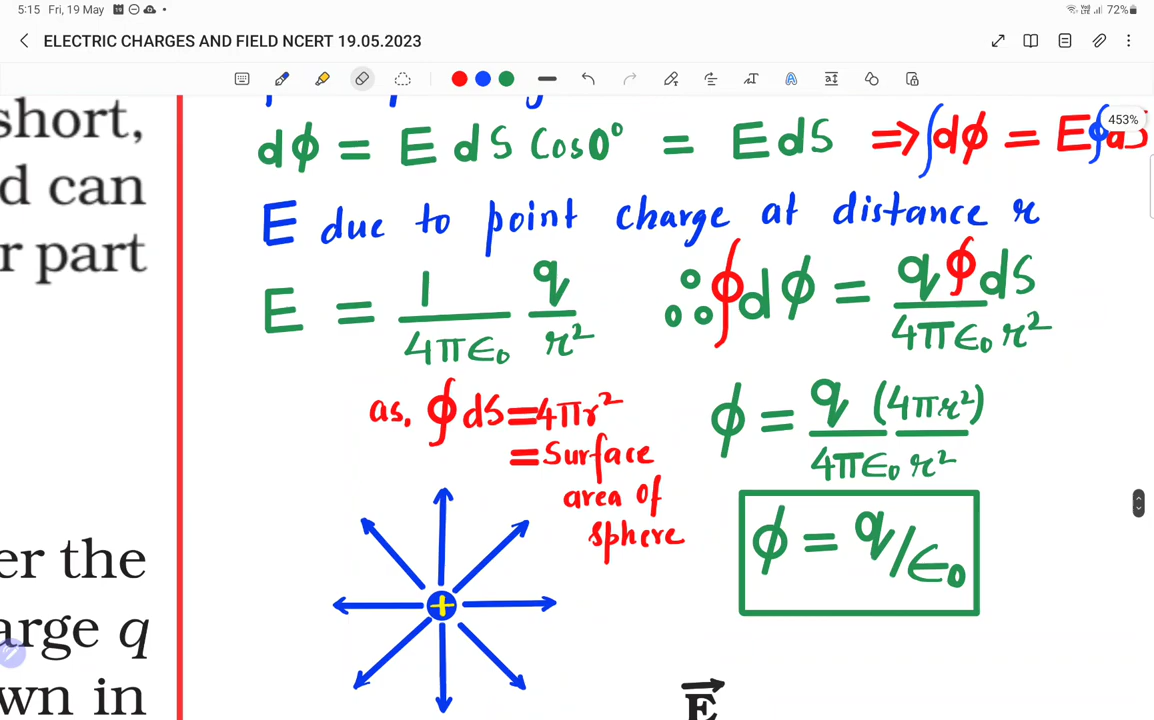 5:15 Fri, 19 May
72%
ELECTRIC CHARGES AND FIELD NCERT 19.05.2023
453%
short,
d can
r part
er the
arge q
wn in
dϕ = E dS Cos0° = E dS ⇒ ∫dϕ = E∮ds
E due to point charge at distance r
E = 1/4πϵ₀ q/r² ∴ ∮dϕ = q∮dS/4πϵ₀r²
as, ∮dS = 4πr²
= Surface
area of
sphere
ϕ = q (4πr²)/4πϵ₀ r²
ϕ = q/ϵ₀
+
E